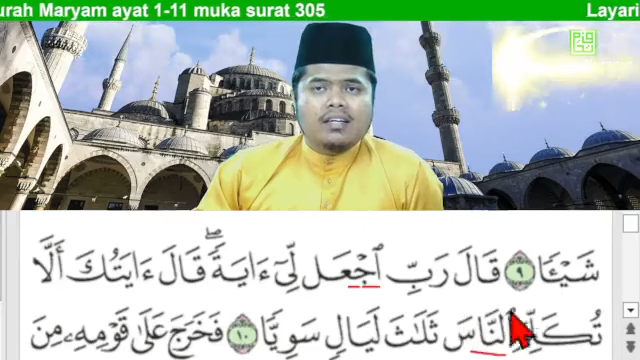 urah Maryam ayat 1-11 muka surat 305
Layari
شَيْـًٔا ٩ قَالَ رَبِّ ٱجْعَل لِّىٓ ءَايَةً ۖ قَالَ ءَايَتُكَ أَلَّا
تُكَلِّمَ ٱلنَّاسَ ثَلَٰثَ لَيَالٍ سَوِيًّا ١٠ فَخَرَجَ عَلَىٰ قَوْمِهِۦ مِنَ